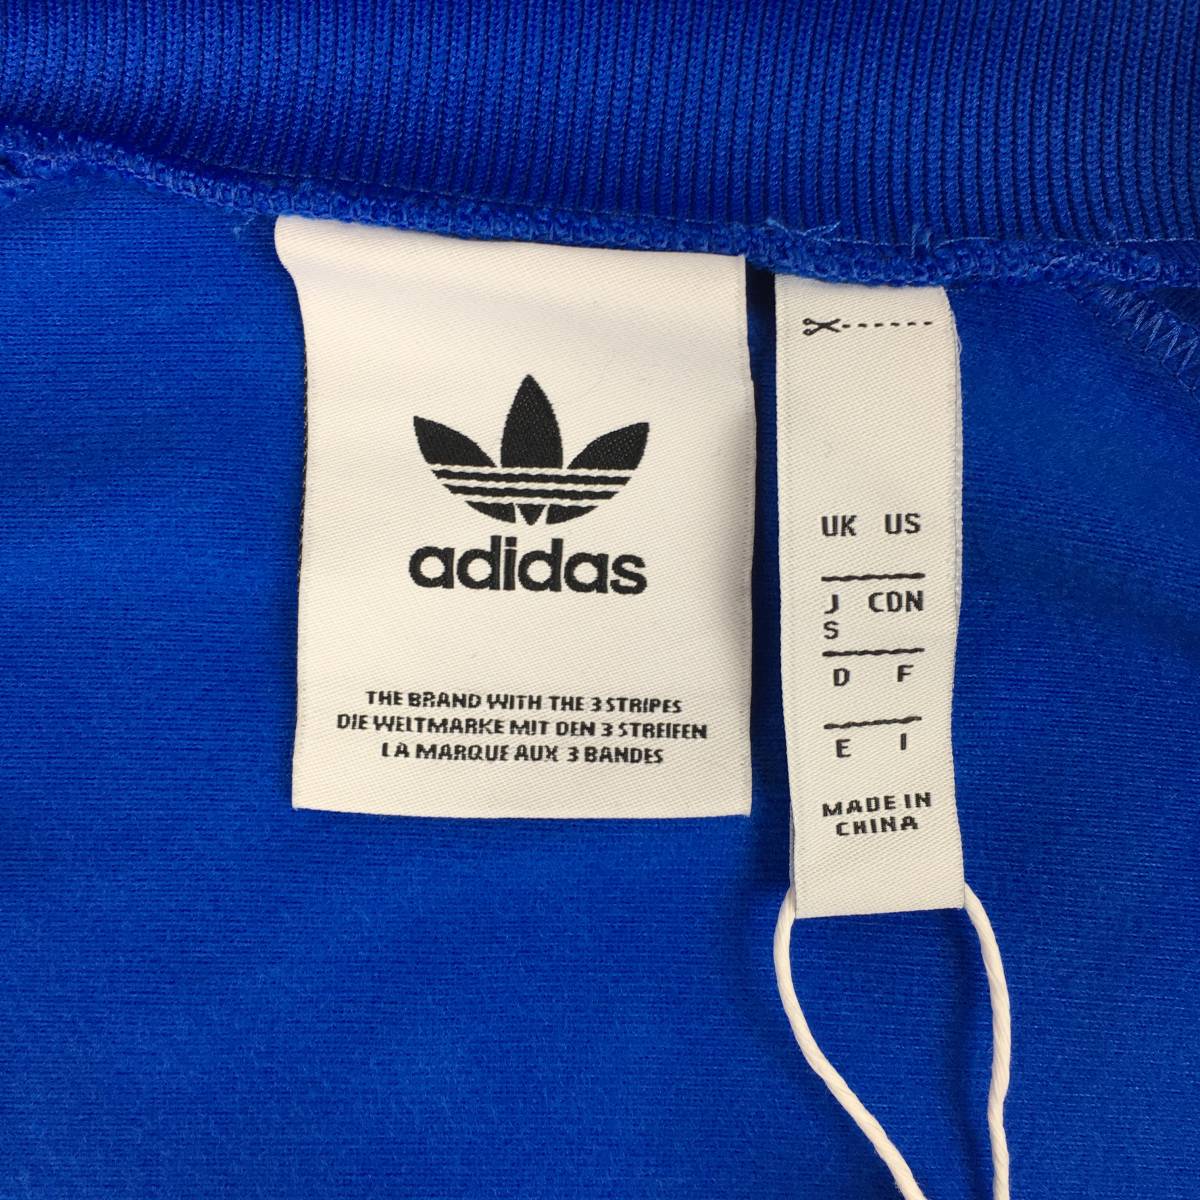 adidas
THE BRAND WITH THE 3 STRIPES
DIE WELTMARKE MIT DEN 3 STREIFEN
LA MARQUE AUX 3 BANDES
UK US
J CDN
S
D F
E I
MADE IN
CHINA